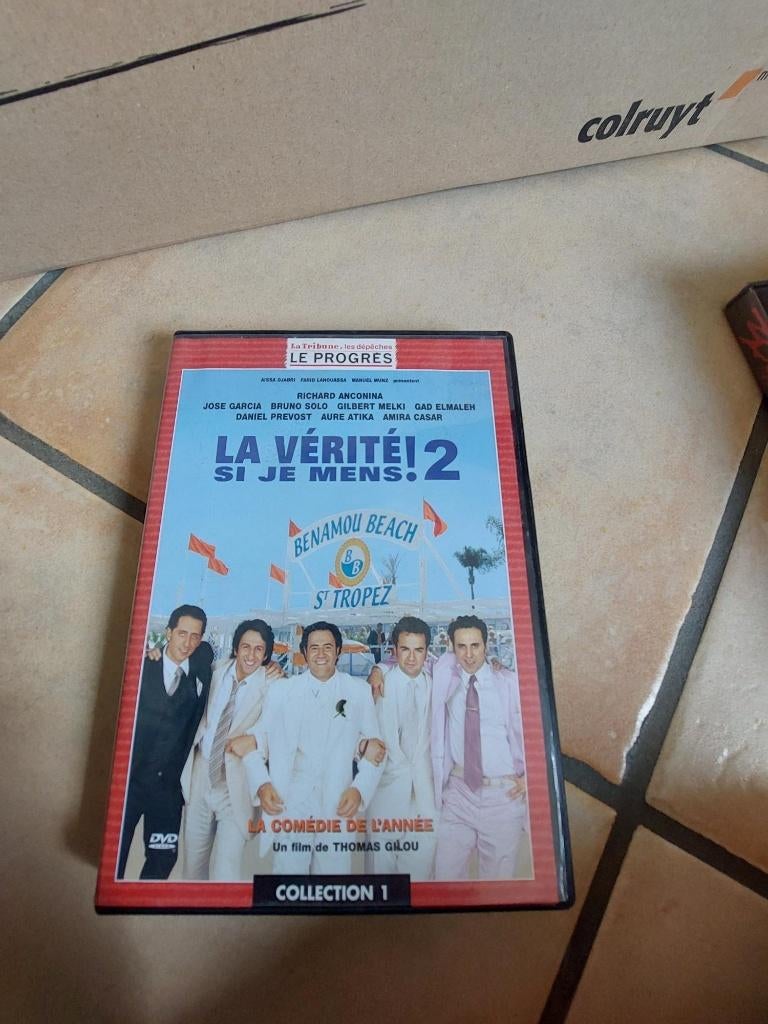 colruyt
La Tribune, les dépêches
LE PROGRÈS
AISSA DJABRI FARID LAHOUASSA MANUEL MUNZ présentent
RICHARD ANCONINA
JOSE GARCIA BRUNO SOLO GILBERT MELKI GAD ELMALEH
DANIEL PREVOST AURE ATIKA AMIRA CASAR
LA VÉRITÉ! 2
SI JE MENS
BENAMOU BEACH
BB
ST TROPEZ
LA COMÉDIE DE L'ANNÉE
Un film de THOMAS GILOU
DVD
VIDEO
COLLECTION 1